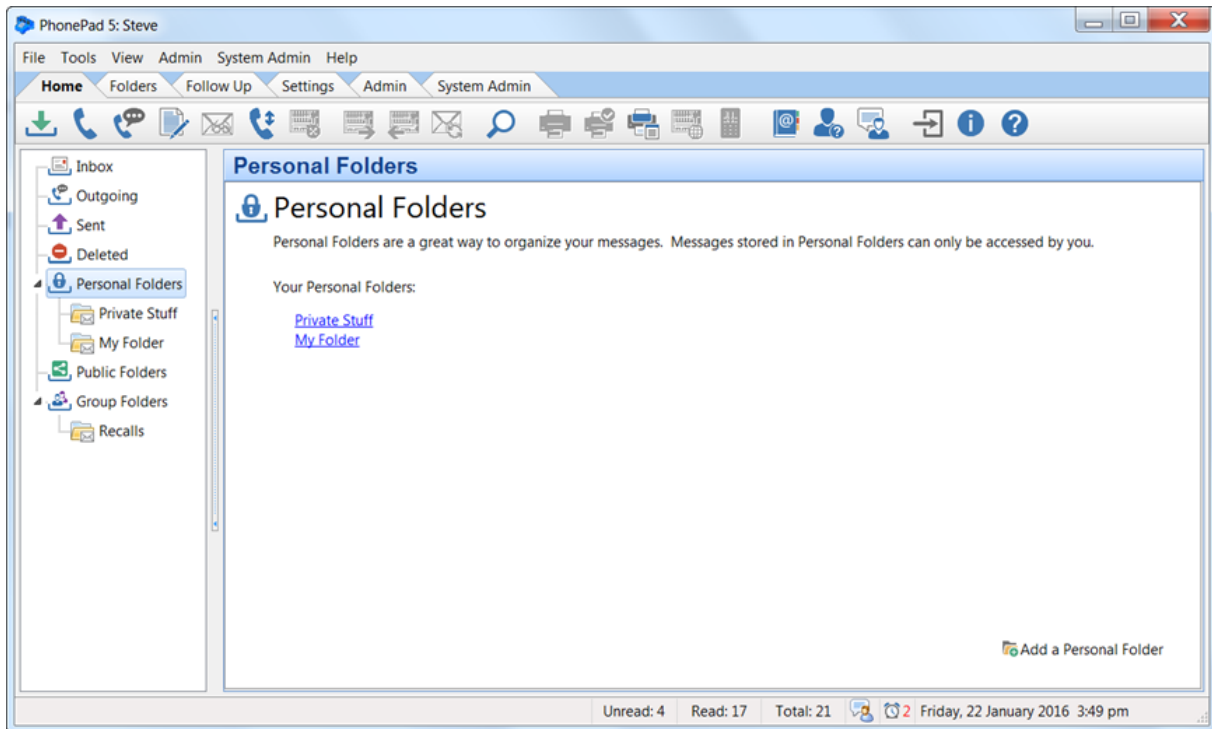 PhonePad 5: Steve
File Tools View Admin System Admin Help
Home Folders Follow Up Settings Admin System Admin
Inbox
Outgoing
Sent
Deleted
Personal Folders
Private Stuff
My Folder
Public Folders
Group Folders
Recalls
Personal Folders
Personal Folders
Personal Folders are a great way to organize your messages. Messages stored in Personal Folders can only be accessed by you.
Your Personal Folders:
Private Stuff
My Folder
Add a Personal Folder
Unread: 4 Read: 17 Total: 21 2 Friday, 22 January 2016 3:49 pm